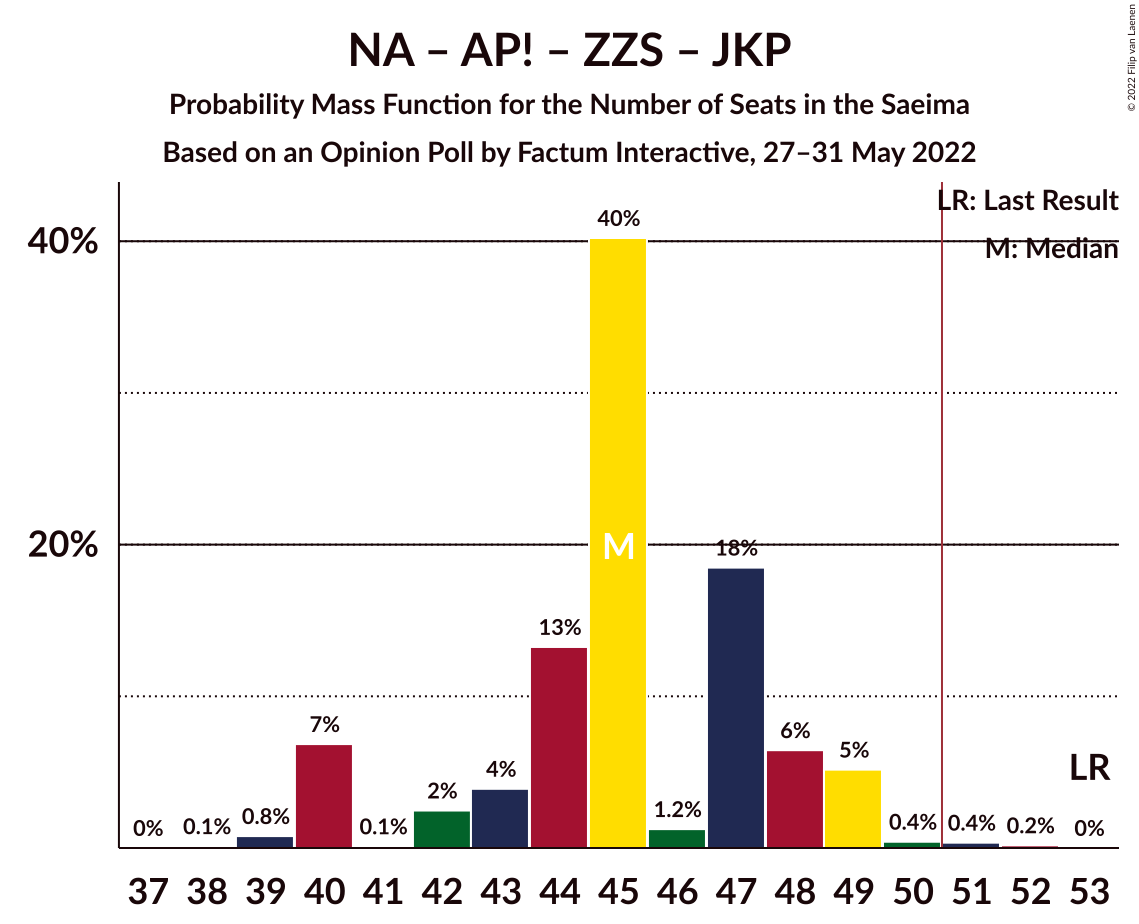 NA – AP! – ZZS – JKP
Probability Mass Function for the Number of Seats in the Saeima
Based on an Opinion Poll by Factum Interactive, 27–31 May 2022
© 2022 Filip van Laenen
LR: Last Result
M: Median
40%
20%
0%
0.1%
0.8%
7%
0.1%
2%
4%
13%
40%
M
1.2%
18%
6%
5%
0.4%
0.4%
0.2%
0%
LR
37 38 39 40 41 42 43 44 45 46 47 48 49 50 51 52 53